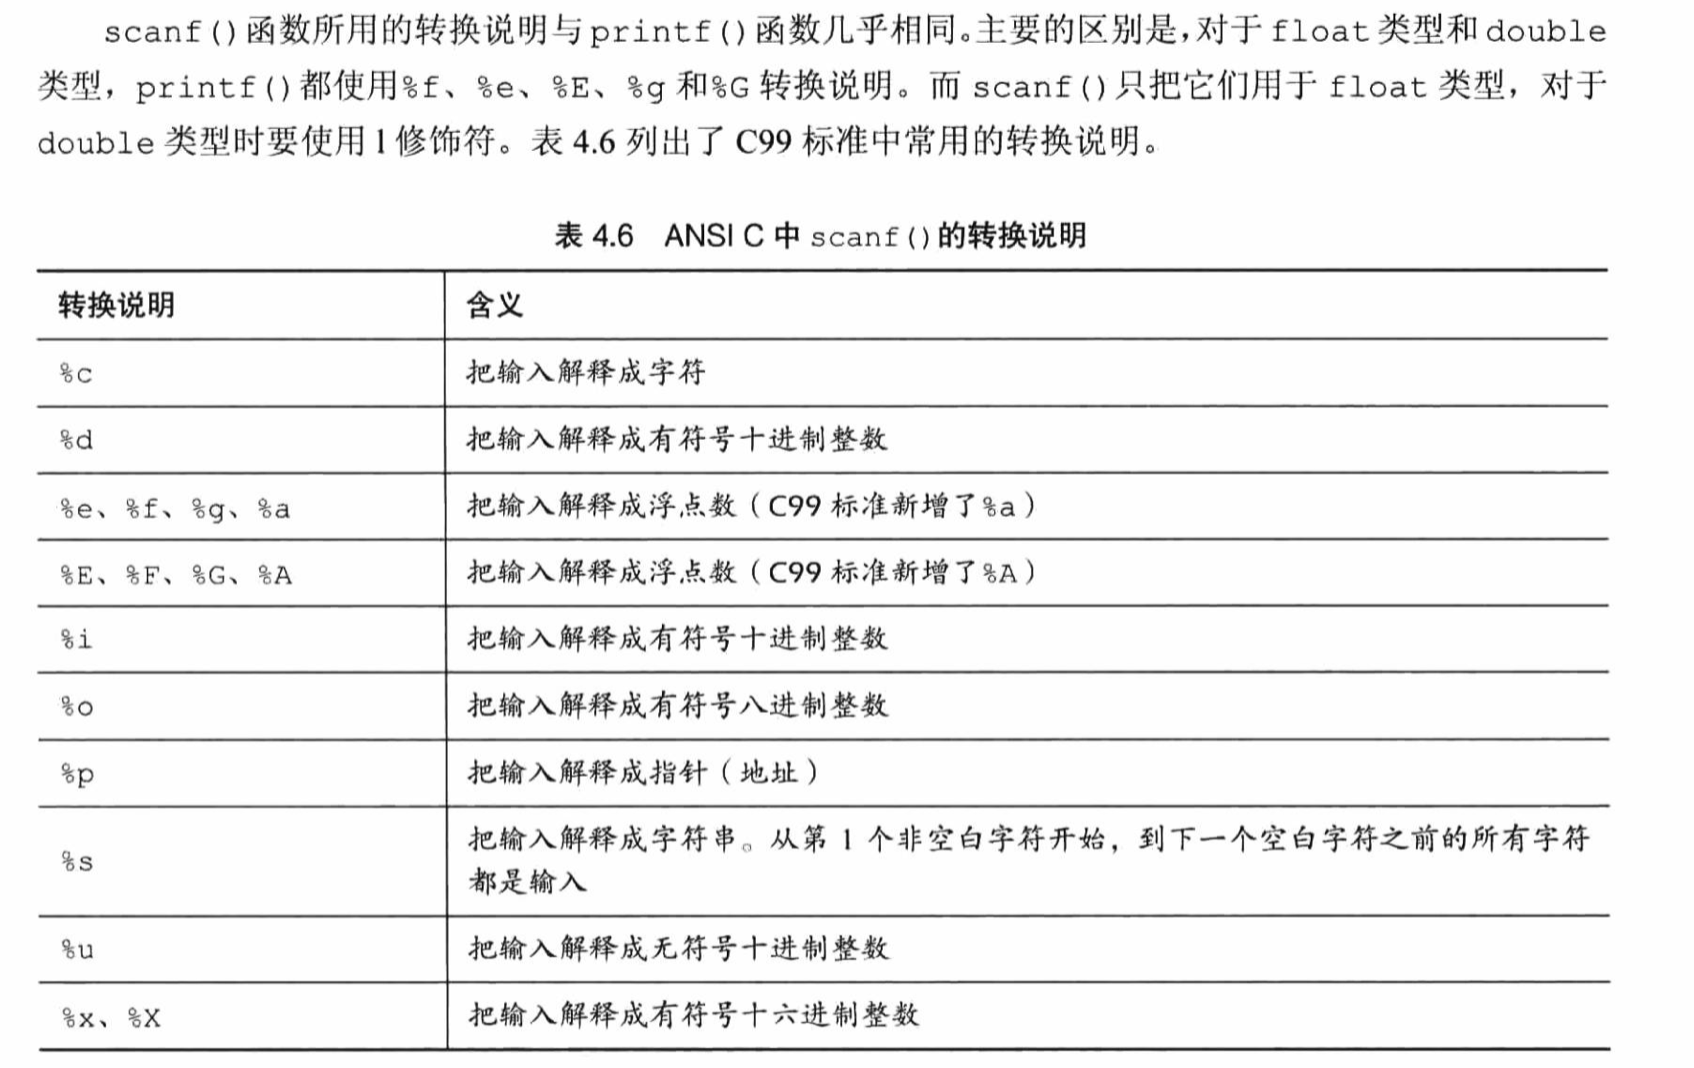 scanf()函数所用的转换说明与printf()函数几乎相同。主要的区别是，对于float类型和double
类型，printf()都使用%f、%e、%E、%g和%G转换说明。而scanf()只把它们用于float类型，对于
double类型时要使用l修饰符。表4.6列出了C99标准中常用的转换说明。
表 4.6 ANSI C 中 scanf()的转换说明
转换说明 含义
%c 把输入解释成字符
%d 把输入解释成有符号十进制整数
%e、%f、%g、%a 把输入解释成浮点数（C99 标准新增了%a）
%E、%F、%G、%A 把输入解释成浮点数（C99 标准新增了%A）
%i 把输入解释成有符号十进制整数
%o 把输入解释成有符号八进制整数
%p 把输入解释成指针（地址）
%s 把输入解释成字符串。从第 1 个非空白字符开始，到下一个空白字符之前的所有字符
都是输入
%u 把输入解释成无符号十进制整数
%x、%X 把输入解释成有符号十六进制整数